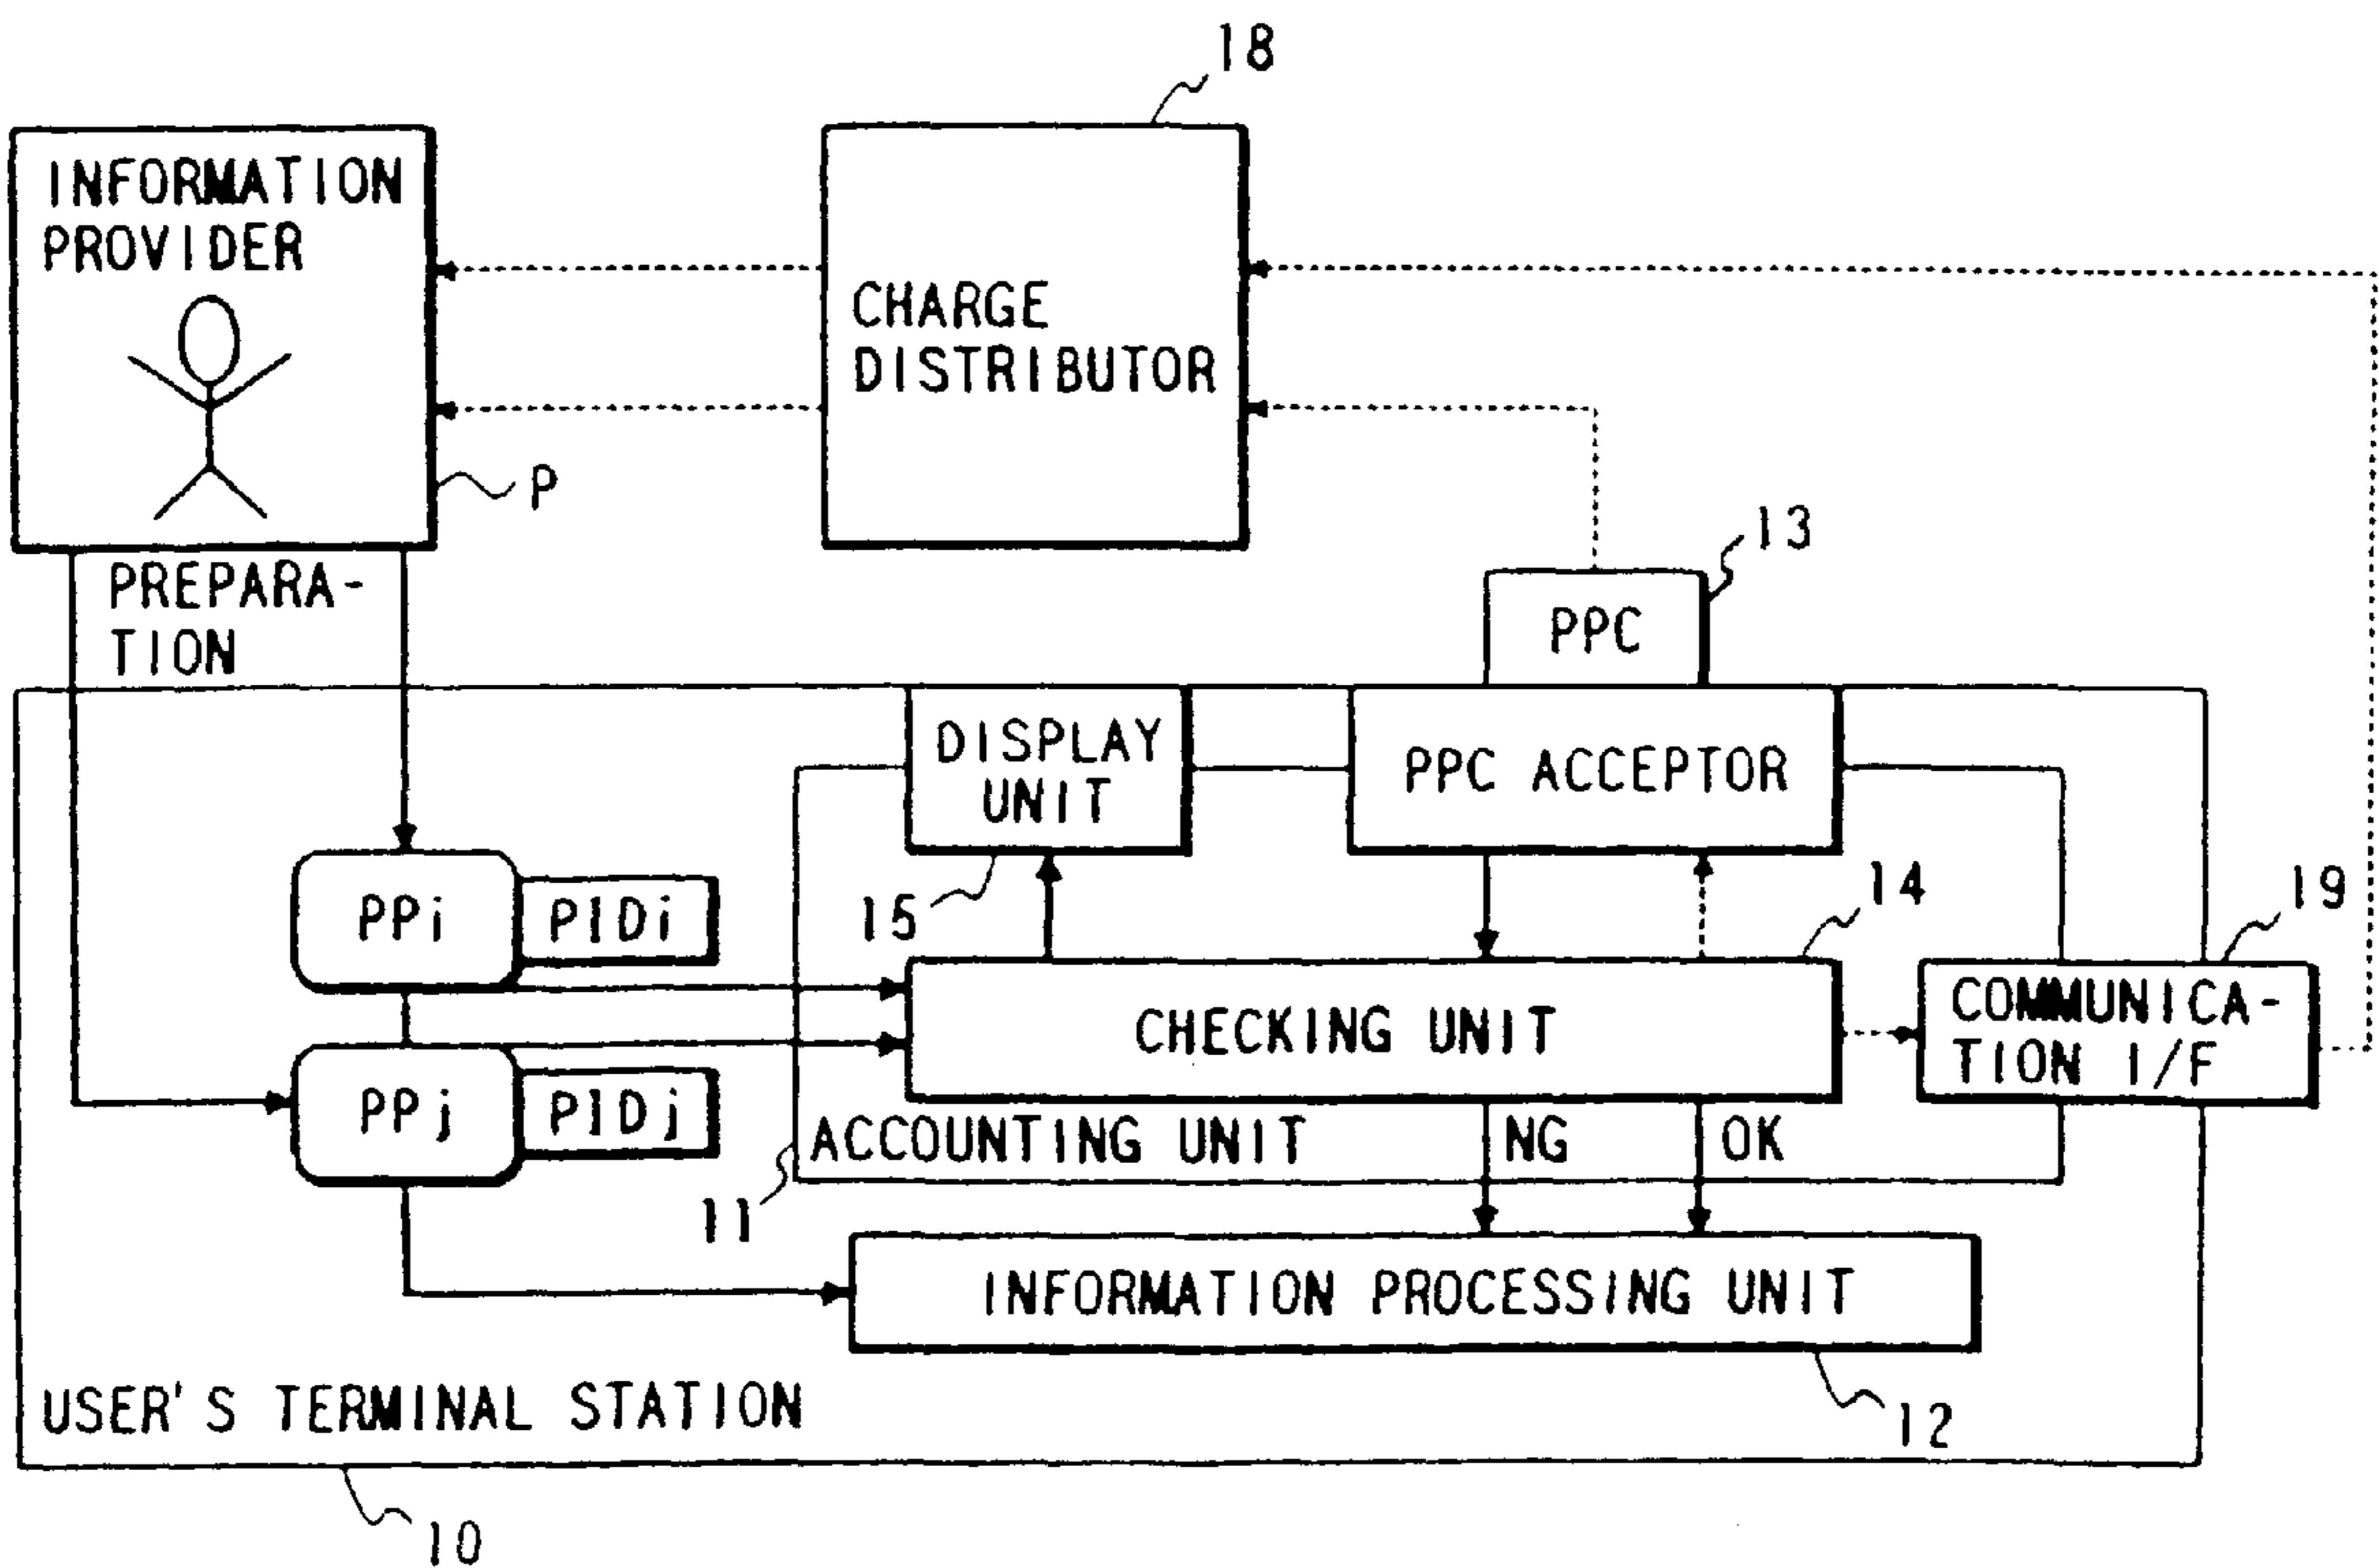 18
INFORMATION
PROVIDER
CHARGE
DISTRIBUTOR
P
13
PREPARA-
TION
PPC
DISPLAY
UNIT
PPC ACCEPTOR
PPi
PIDi
15
14
19
CHECKING UNIT
COMMUNICA-
TION I/F
PPj
PIDj
ACCOUNTING UNIT
NG
OK
11
INFORMATION PROCESSING UNIT
USER'S TERMINAL STATION
12
10